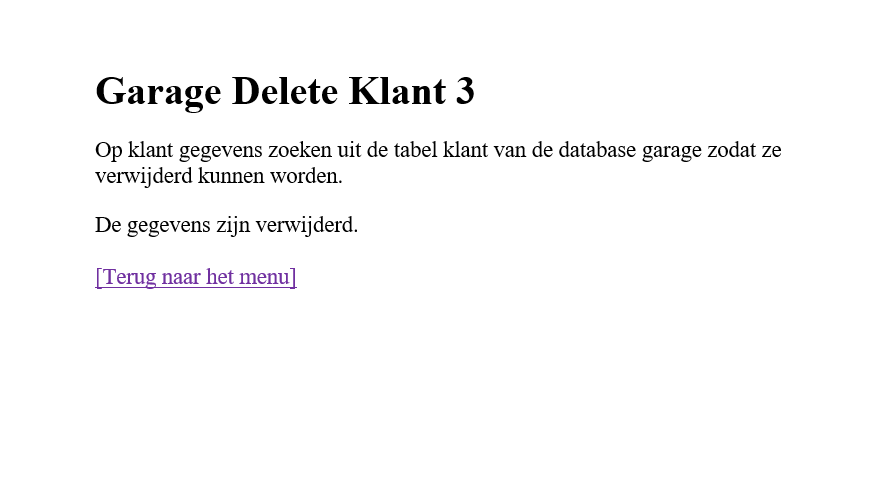 Garage Delete Klant 3
Op klant gegevens zoeken uit de tabel klant van de database garage zodat ze
verwijderd kunnen worden.
De gegevens zijn verwijderd.
[Terug naar het menu]